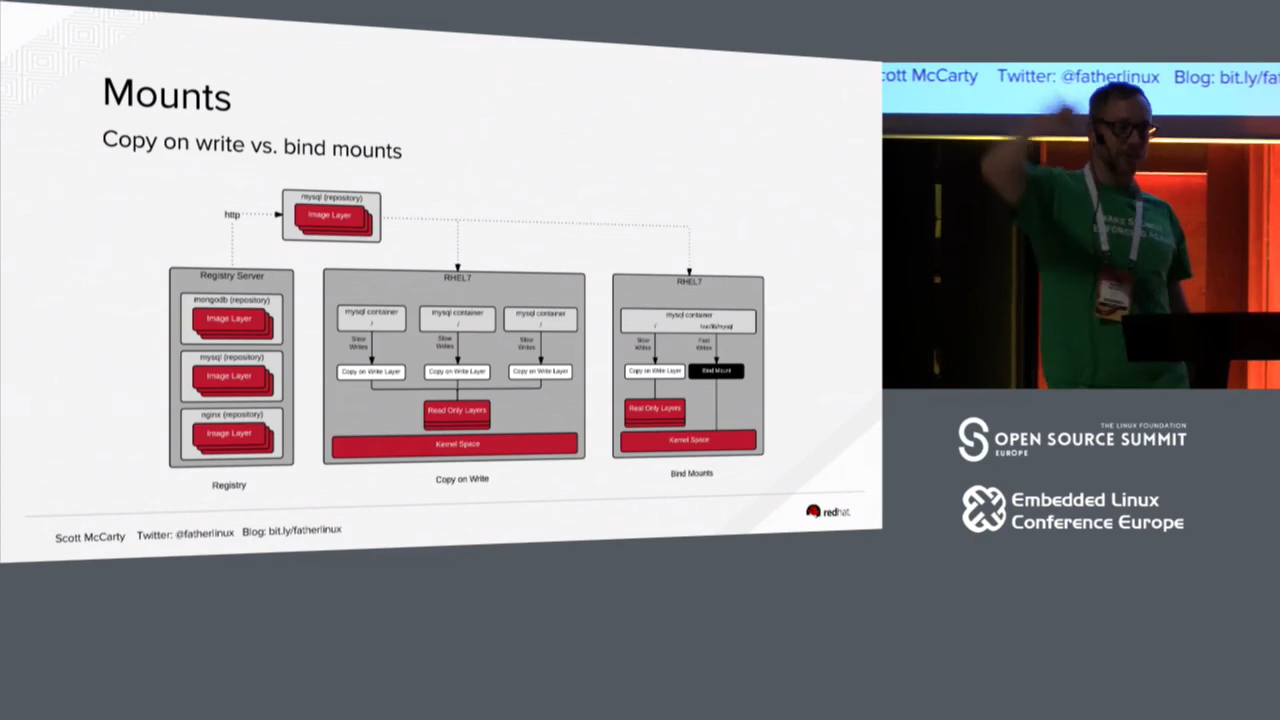 Mounts
Copy on write vs. bind mounts
http
mysql (repository)
Image Layer
Registry Server
mongodb (repository)
Image Layer
mysql (repository)
Image Layer
nginx (repository)
Image Layer
Registry
RHEL7
mysql container
/
mysql container
/
mysql container
/
Slow
Writes
Slow
Writes
Slow
Writes
Copy on Write Layer
Copy on Write Layer
Copy on Write Layer
Read Only Layers
Kernel Space
Copy on Write
RHEL7
mysql container
/
/var/lib/mysql
Slow
Writes
Fast
Writes
Copy on Write Layer
Bind Mount
Real Only Layers
Kernel Space
Bind Mounts
Scott McCarty Twitter: @fatherlinux Blog: bit.ly/fatherlinux
redhat.
cott McCarty Twitter: @fatherlinux Blog: bit.ly/fat
THE LINUX FOUNDATION
OPEN SOURCE SUMMIT
EUROPE
Embedded Linux
Conference Europe